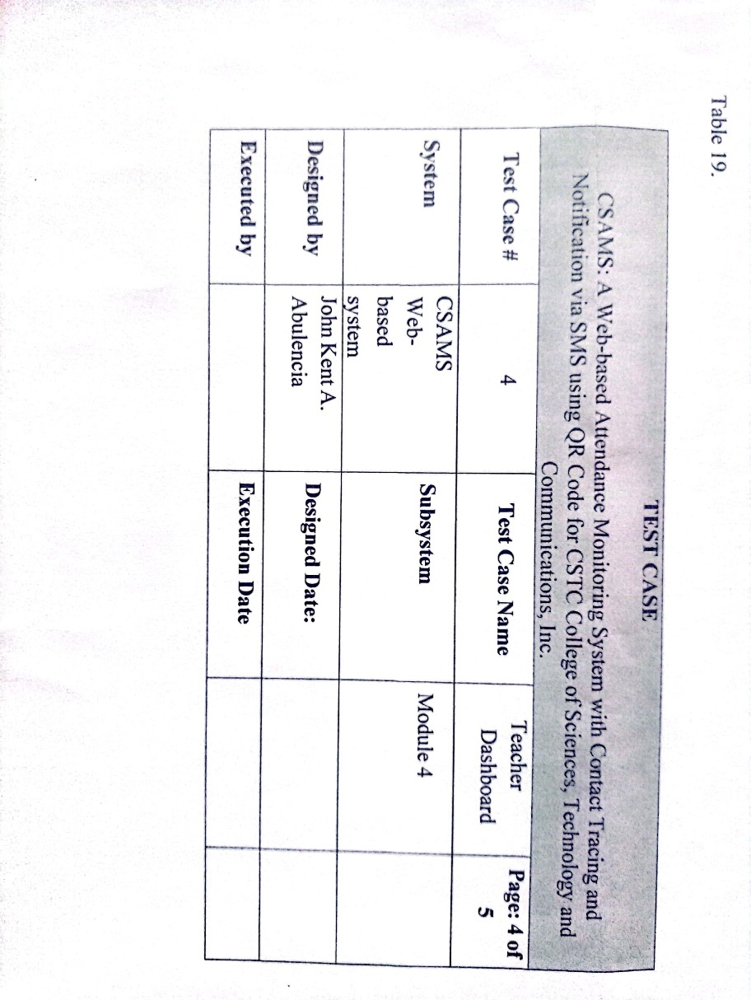 Table 19.
TEST CASE
CSAMS: A Web-based Attendance Monitoring System with Contact Tracing and
Notification via SMS using QR Code for CSTC College of Sciences, Technology and
Communications, Inc.
Test Case #
4
Test Case Name
Teacher
Dashboard
Page: 4 of
5
System
CSAMS
Web-
based
system
Subsystem
Module 4
Designed by
John Kent A.
Abulencia
Designed Date:
Executed by
Execution Date